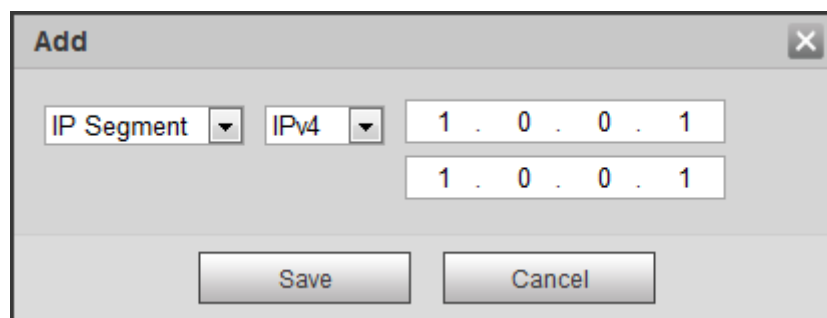 Add
IP Segment IPv4 1 . 0 . 0 . 1
1 . 0 . 0 . 1
Save Cancel